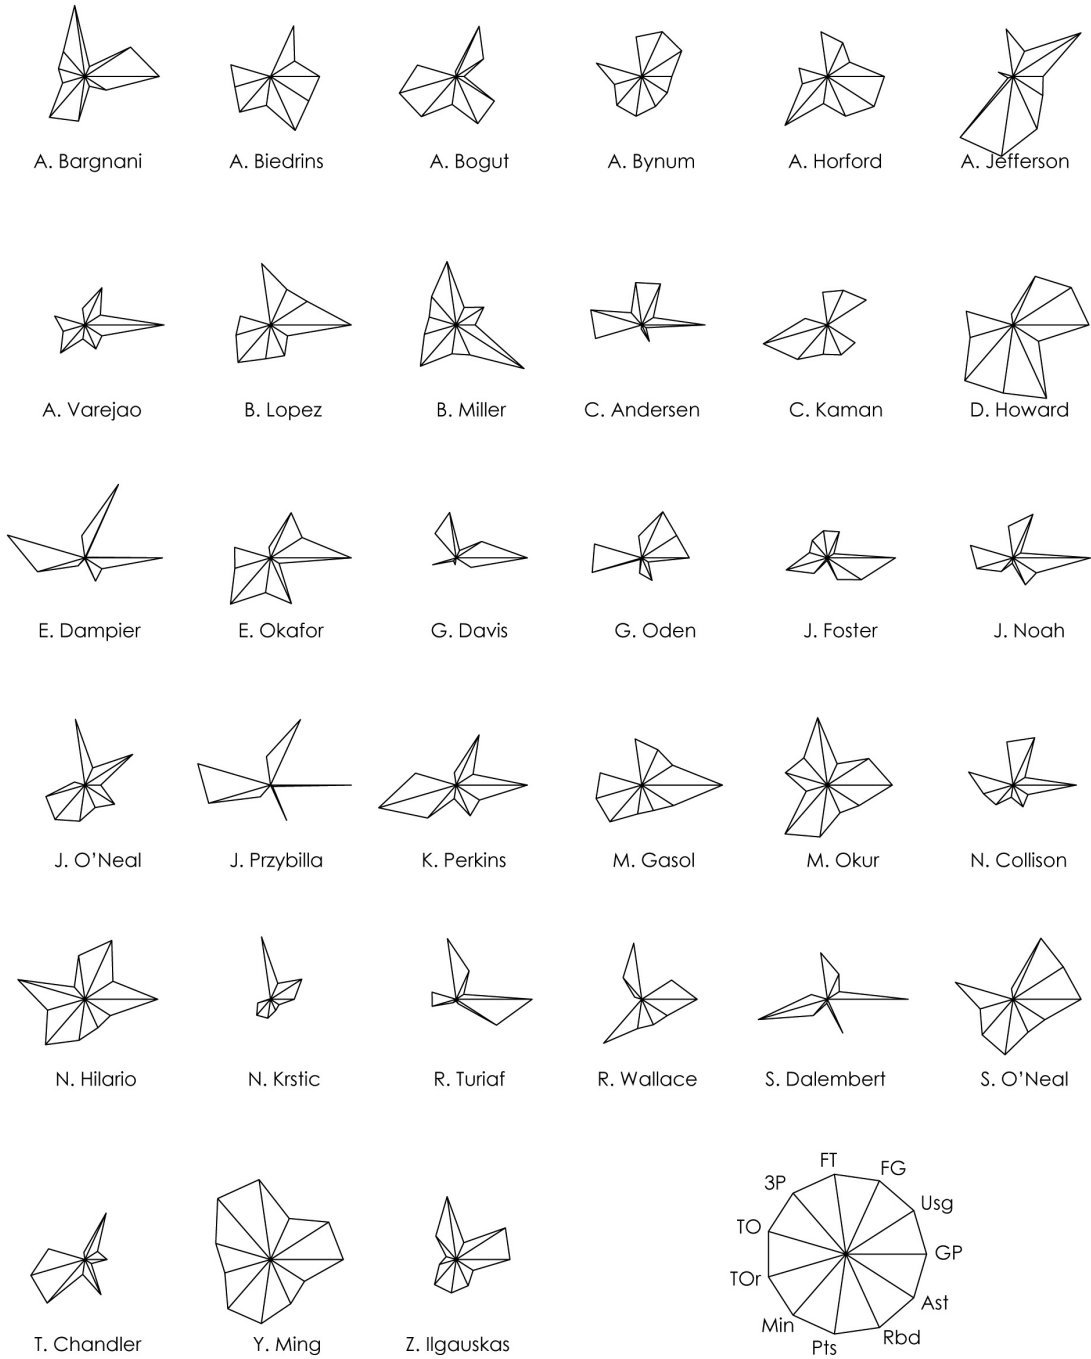 A. Bargnani
A. Biedrins
A. Bogut
A. Bynum
A. Horford
A. Jefferson
A. Varejao
B. Lopez
B. Miller
C. Andersen
C. Kaman
D. Howard
E. Dampier
E. Okafor
G. Davis
G. Oden
J. Foster
J. Noah
J. O’Neal
J. Przybilla
K. Perkins
M. Gasol
M. Okur
N. Collison
N. Hilario
N. Krstic
R. Turiaf
R. Wallace
S. Dalembert
S. O’Neal
T. Chandler
Y. Ming
Z. Ilgauskas
FT
FG
3P
Usg
TO
GP
TOr
Ast
Min
Rbd
Pts